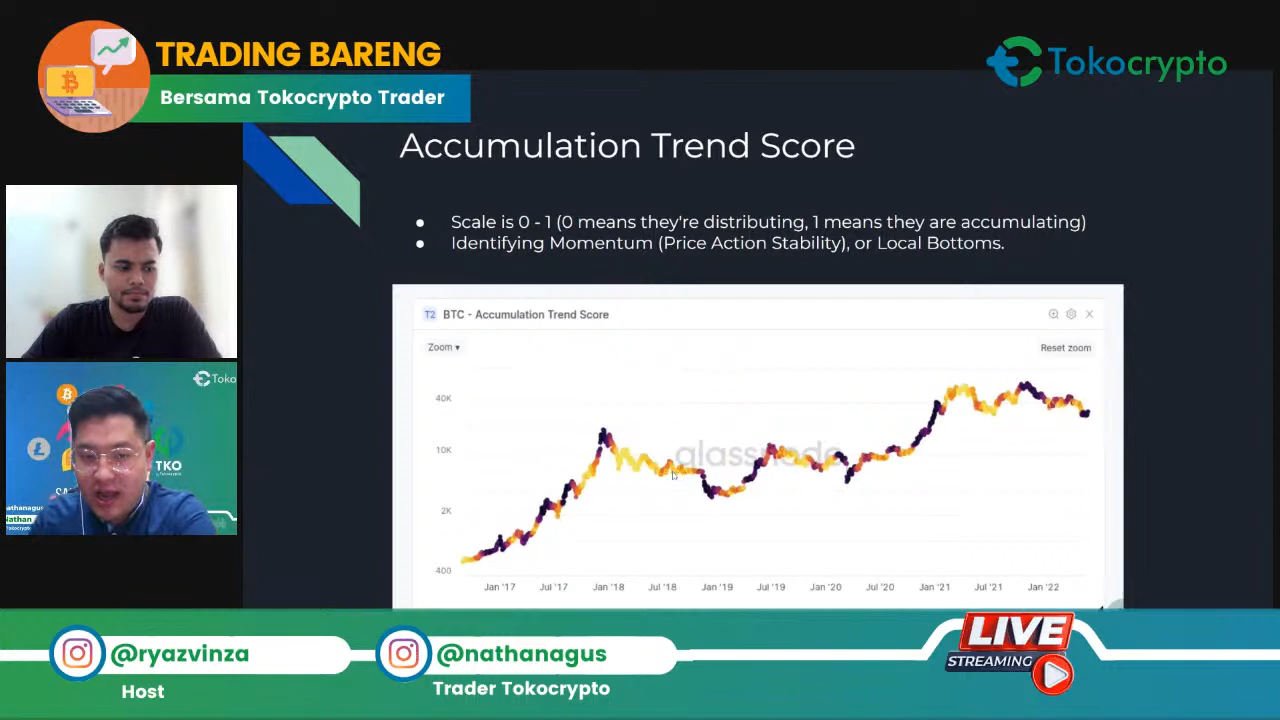 TRADING BARENG
Bersama Tokocrypto Trader
Tokocrypto
Accumulation Trend Score
● Scale is 0 - 1 (0 means they're distributing, 1 means they are accumulating)
● Identifying Momentum (Price Action Stability), or Local Bottoms.
T2 BTC - Accumulation Trend Score
Zoom ▾
Reset zoom
40K
10K
2K
400
glassnode
Jan '17 Jul '17 Jan '18 Jul '18 Jan '19 Jul '19 Jan '20 Jul '20 Jan '21 Jul '21 Jan '22
Toko
TKO
nathanagus
Nathan
@ryazvinza
Host
@nathanagus
Trader Tokocrypto
LIVE
STREAMING